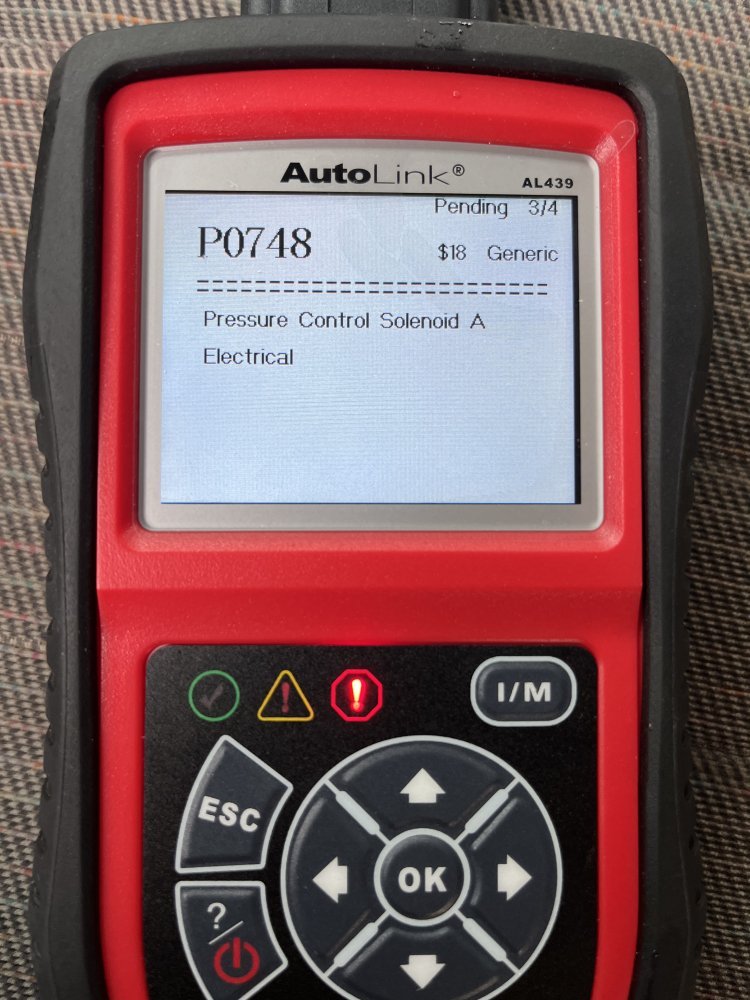 AutoLink®
AL439
Pending 3/4
P0748
$18 Generic
=========================
Pressure Control Solenoid A
Electrical
I/M
ESC
OK
?